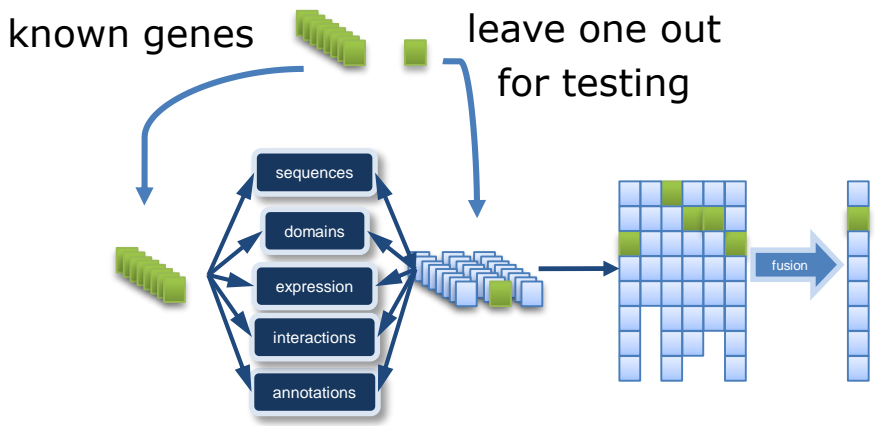 known genes
leave one out
for testing
sequences
domains
expression
interactions
annotations
fusion